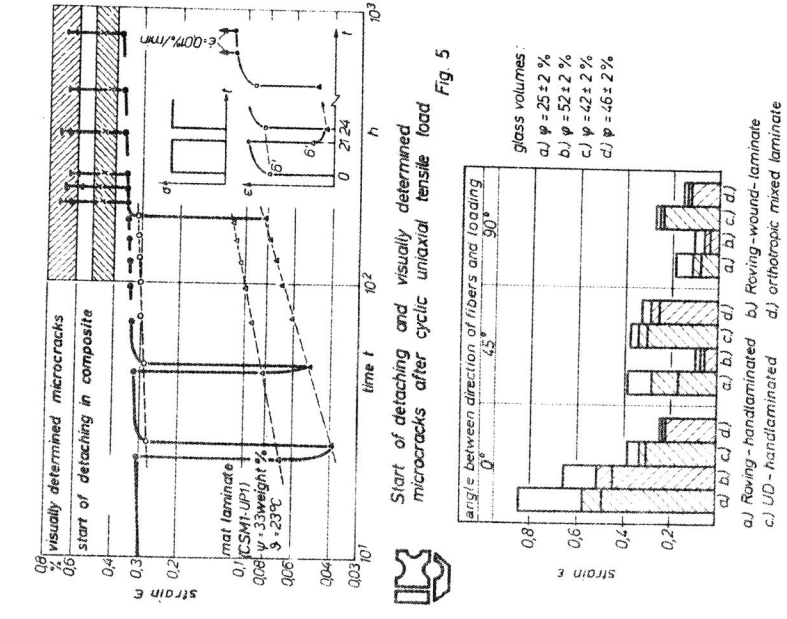 visually determined microcracks
start of detaching in composite
strain ε
0,8
%
0,6
0,4
0,3
0,2
0,1
0,08
0,06
0,04
0,03
mat laminate
(CSM1-UP1)
ψ = 33 weight %
ϑ = 23°C
σ
t
ε
ε̇=0,01%/min
6'
6'
0
21
24
t
h
10¹
time t
10²
10³
Start of detaching and visually determined
microcracks after cyclic uniaxial tensile load
Fig. 5
angle between direction of fibers and loading
0°
45°
90°
strain ε
0,8
0,6
0,4
0,2
a.) b.) c.) d.)
a.) b.) c.) d.)
a.) b.) c.) d.)
glass volumes:
a.) φ = 25 ± 2 %
b.) φ = 52 ± 2 %
c.) φ = 42 ± 2 %
d.) φ = 46 ± 2 %
a.) Roving - handlaminated
b.) Roving-wound-laminate
c.) UD - handlaminated
d.) orthotropic mixed laminate